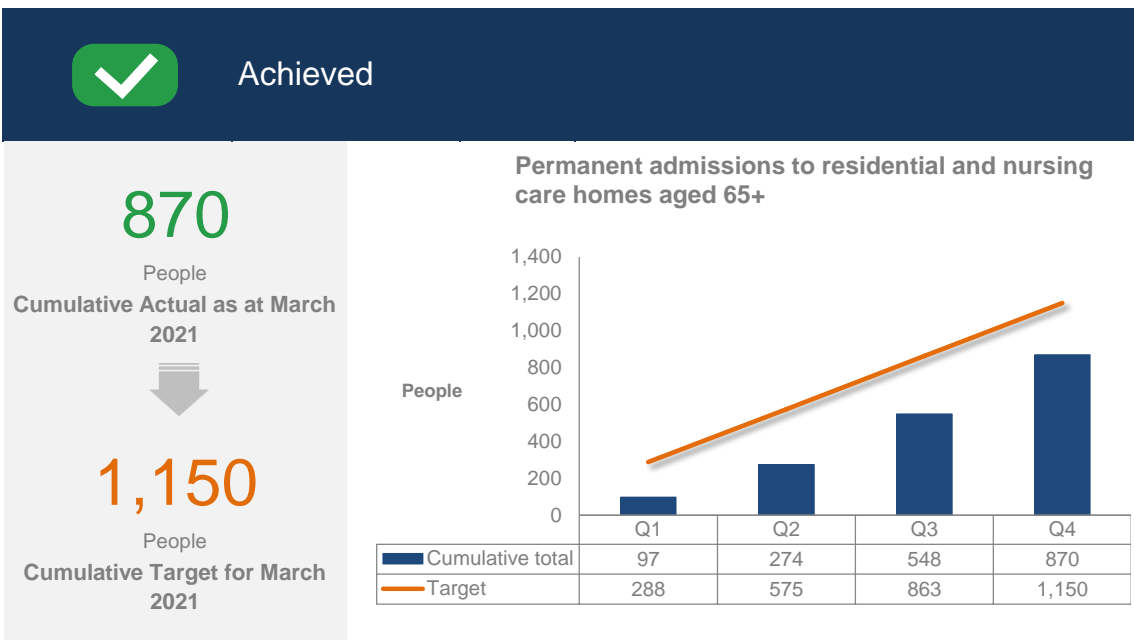 Achieved
870
People
Cumulative Actual as at March
2021
1,150
People
Cumulative Target for March
2021
Permanent admissions to residential and nursing
care homes aged 65+
People
1,400
1,200
1,000
800
600
400
200
0
Q1 Q2 Q3 Q4
Cumulative total 97 274 548 870
Target 288 575 863 1,150